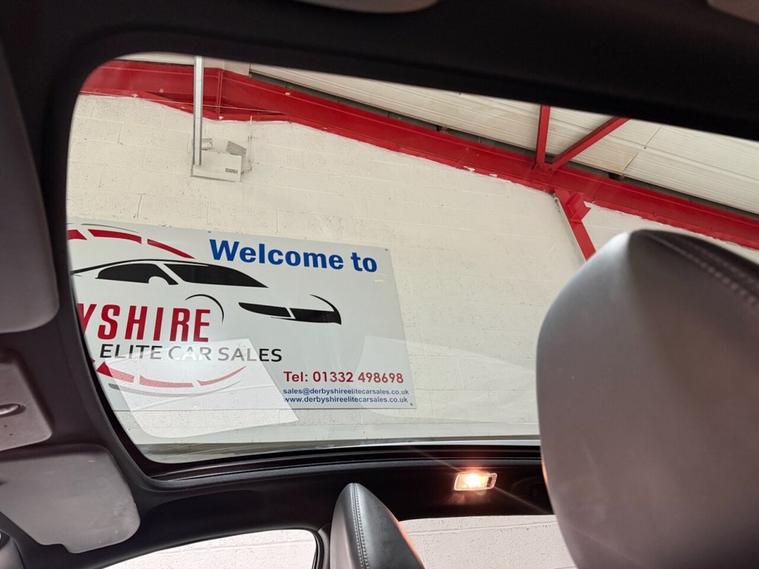 Welcome to
YSHIRE
ELITE CAR SALES
Tel: 01332 498698
sales@derbyshireelitecarsales.co.uk
www.derbyshireelitecarsales.co.uk